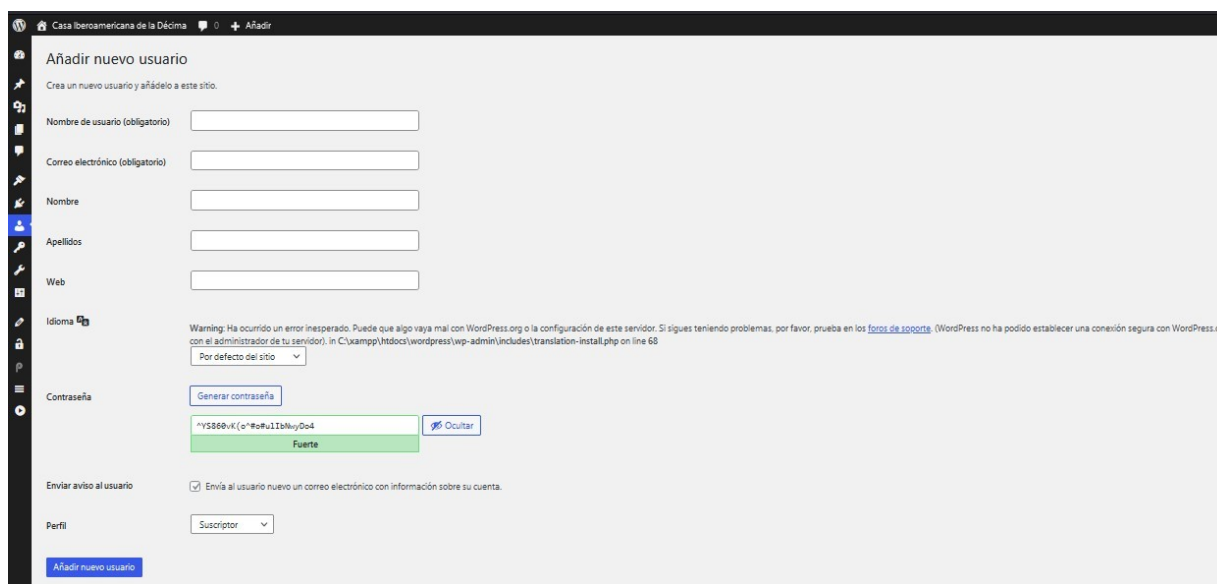 Casa Iberoamericana de la Décima 0 + Añadir
Añadir nuevo usuario
Crea un nuevo usuario y añádelo a este sitio.
Nombre de usuario (obligatorio)
Correo electrónico (obligatorio)
Nombre
Apellidos
Web
Idioma
Warning: Ha ocurrido un error inesperado. Puede que algo vaya mal con WordPress.org o la configuración de este servidor. Si sigues teniendo problemas, por favor, prueba en los foros de soporte. (WordPress no ha podido establecer una conexión segura con WordPress.
con el administrador de tu servidor). in C:\xampp\htdocs\wordpress\wp-admin\includes\translation-install.php on line 68
Por defecto del sitio
Contraseña
Generar contraseña
^YS860vK(o^#o#ulIbNwyDo4
Ocultar
Fuerte
Enviar aviso al usuario
Envía al usuario nuevo un correo electrónico con información sobre su cuenta.
Perfil
Suscriptor
Añadir nuevo usuario